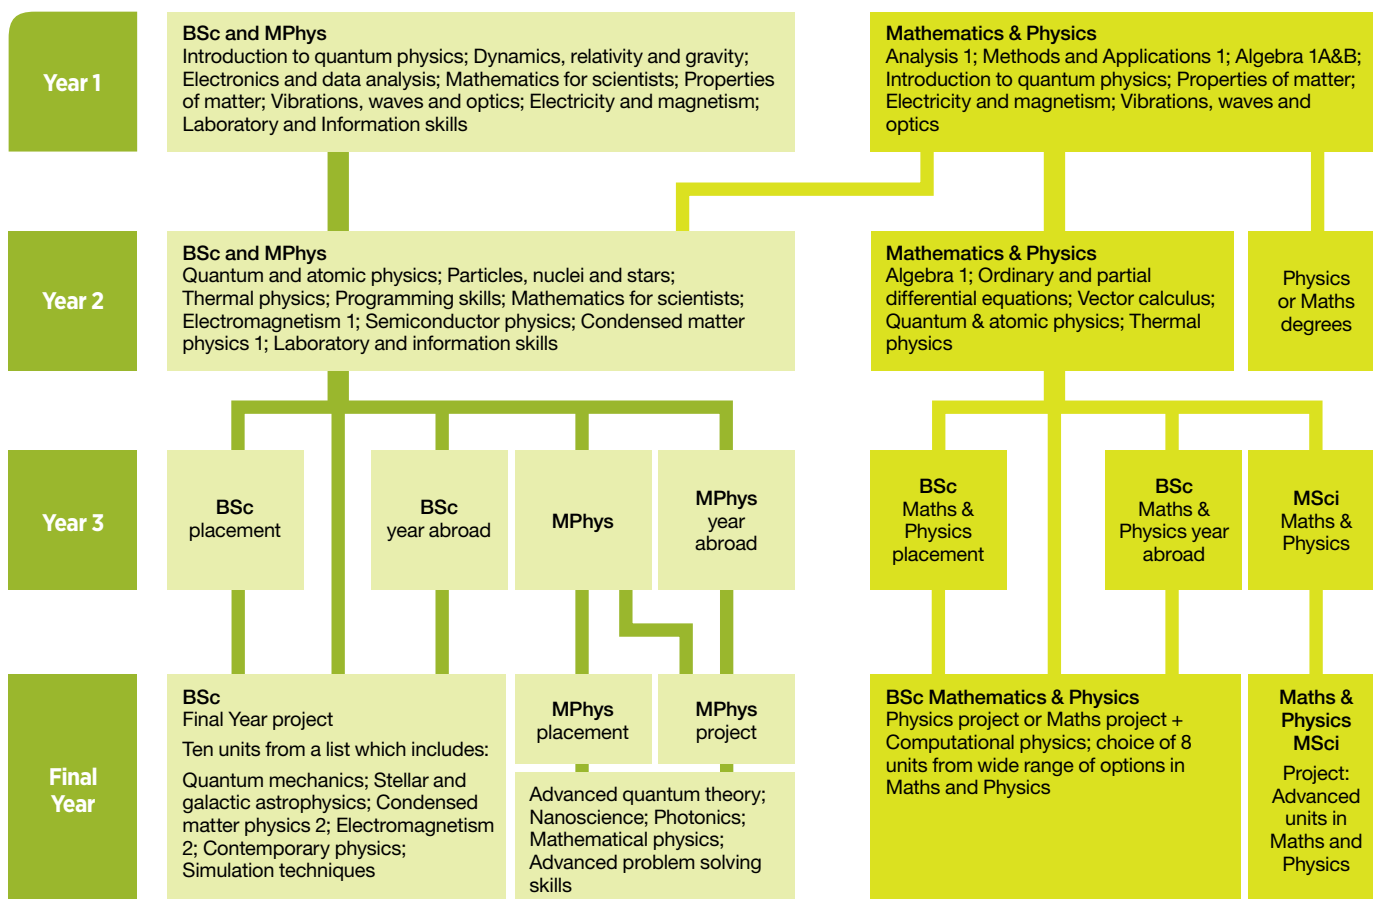 Year 1
BSc and MPhys
Introduction to quantum physics; Dynamics, relativity and gravity;
Electronics and data analysis; Mathematics for scientists; Properties
of matter; Vibrations, waves and optics; Electricity and magnetism;
Laboratory and Information skills
Mathematics & Physics
Analysis 1; Methods and Applications 1; Algebra 1A&B;
Introduction to quantum physics; Properties of matter;
Electricity and magnetism; Vibrations, waves and
optics
Year 2
BSc and MPhys
Quantum and atomic physics; Particles, nuclei and stars;
Thermal physics; Programming skills; Mathematics for scientists;
Electromagnetism 1; Semiconductor physics; Condensed matter
physics 1; Laboratory and information skills
Mathematics & Physics
Algebra 1; Ordinary and partial
differential equations; Vector calculus;
Quantum & atomic physics; Thermal
physics
Physics
or Maths
degrees
Year 3
BSc
placement
BSc
year abroad
MPhys
MPhys
year
abroad
BSc
Maths &
Physics
placement
BSc
Maths &
Physics year
abroad
MSci
Maths &
Physics
Final
Year
BSc
Final Year project
Ten units from a list which includes:
Quantum mechanics; Stellar and
galactic astrophysics; Condensed
matter physics 2; Electromagnetism
2; Contemporary physics;
Simulation techniques
MPhys
placement
MPhys
project
Advanced quantum theory;
Nanoscience; Photonics;
Mathematical physics;
Advanced problem solving
skills
BSc Mathematics & Physics
Physics project or Maths project +
Computational physics; choice of 8
units from wide range of options in
Maths and Physics
Maths &
Physics
MSci
Project:
Advanced
units in
Maths and
Physics